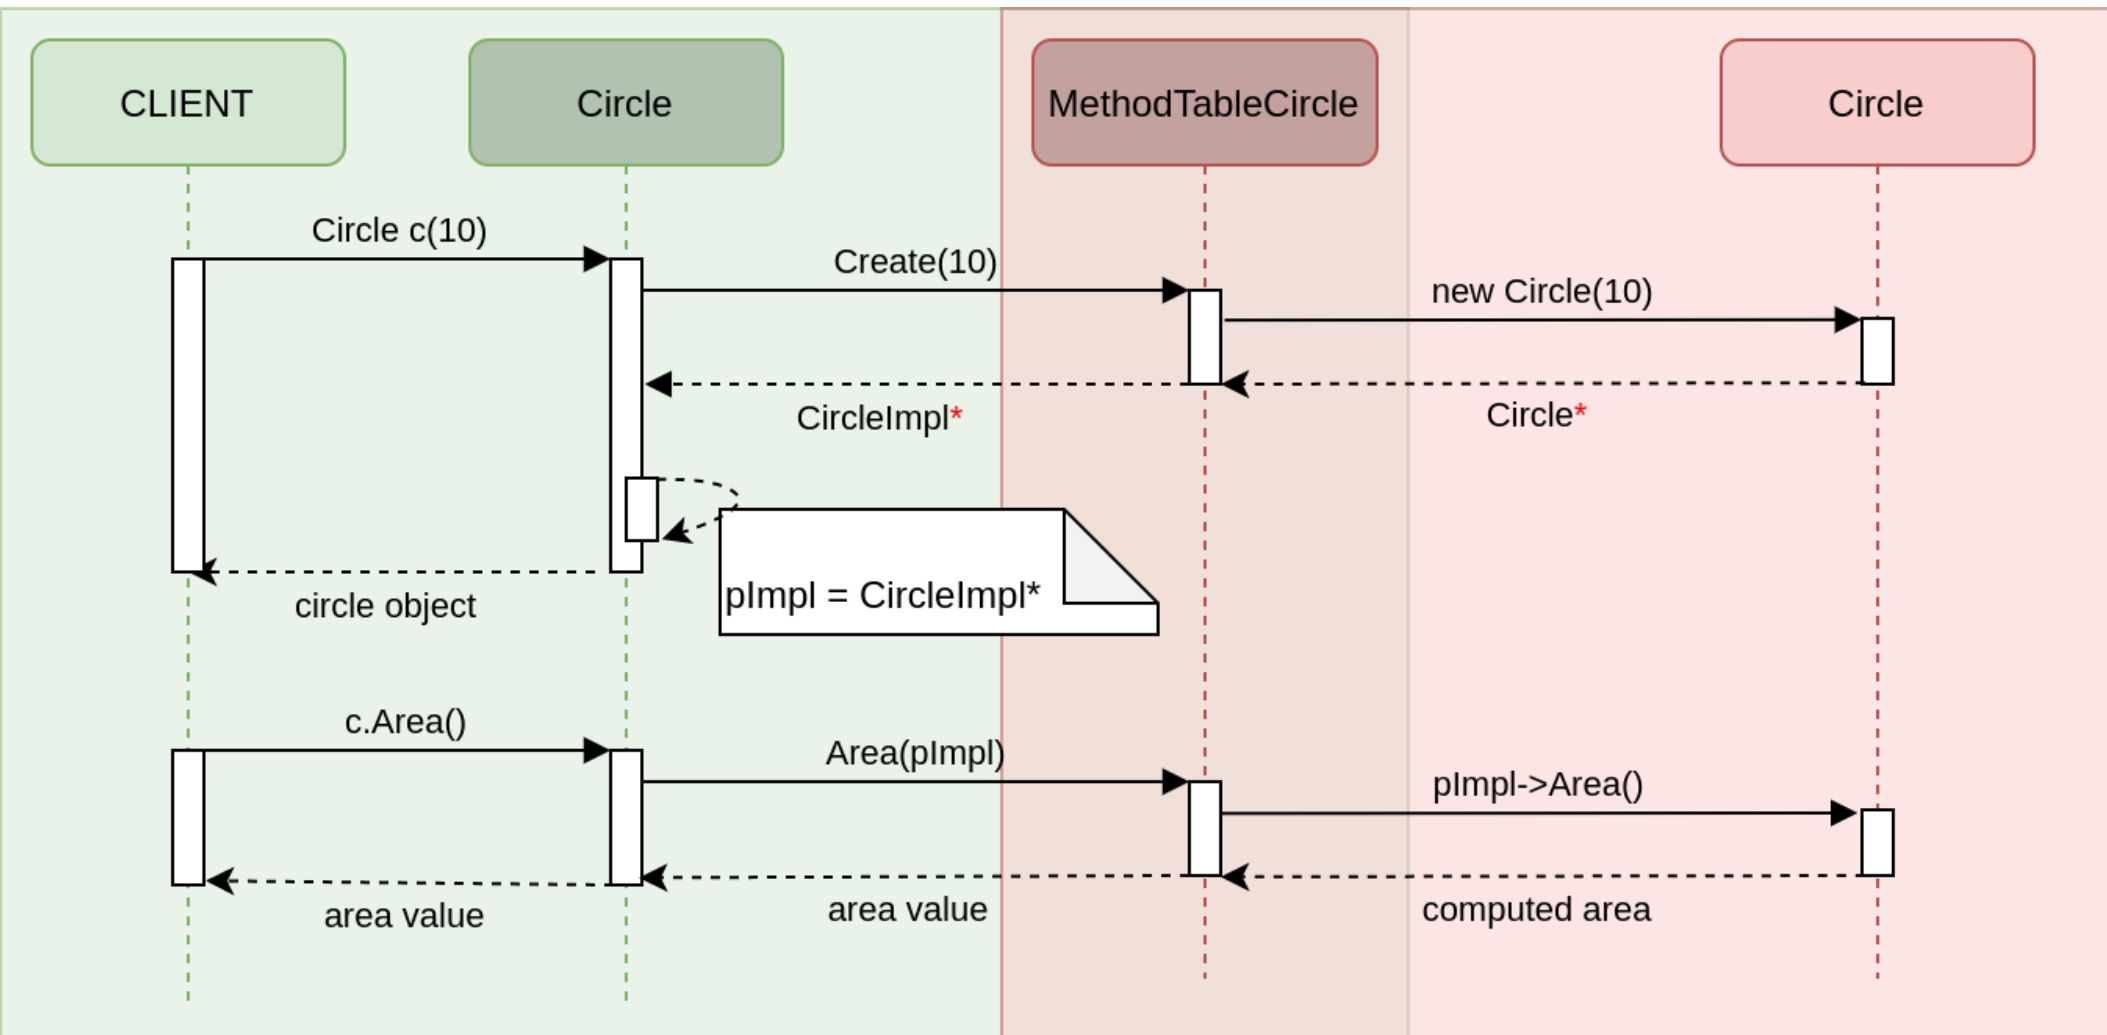 CLIENT
Circle
MethodTableCircle
Circle
Circle c(10)
Create(10)
new Circle(10)
CircleImpl*
Circle*
pImpl = CircleImpl*
circle object
c.Area()
Area(pImpl)
pImpl->Area()
area value
area value
computed area